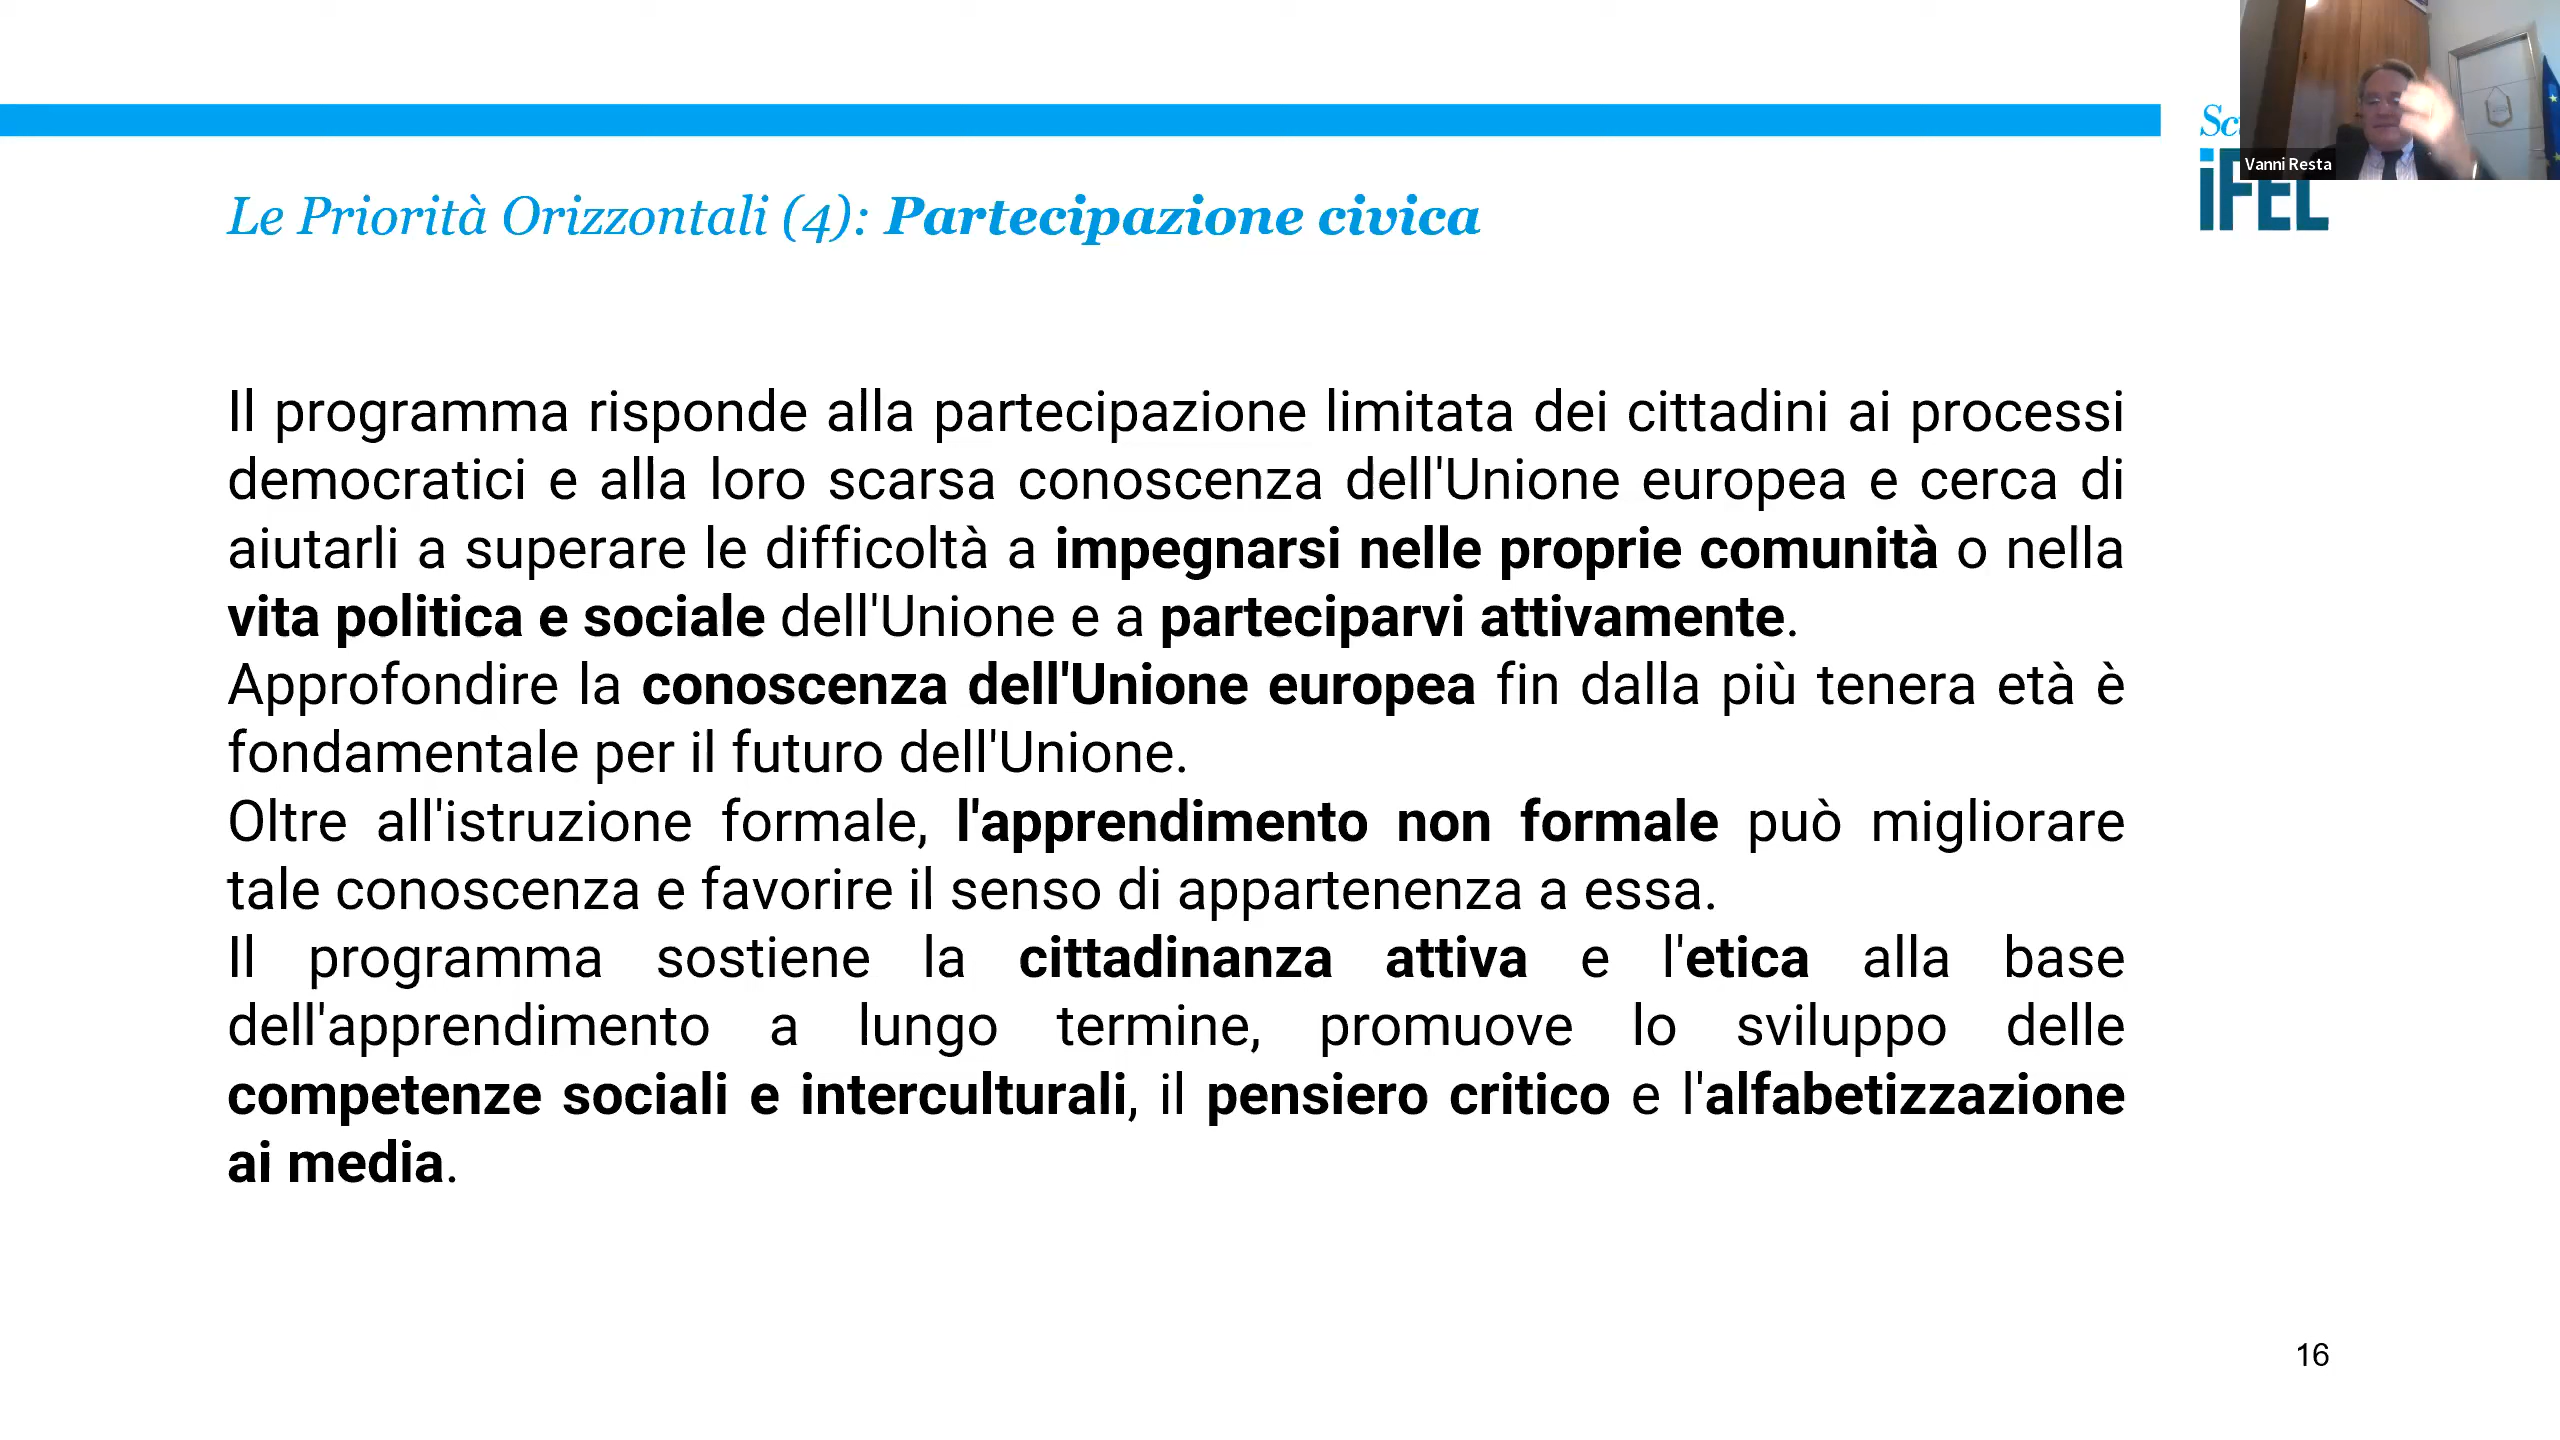 Vanni Resta
iFEL
Le Priorità Orizzontali (4): Partecipazione civica
Il programma risponde alla partecipazione limitata dei cittadini ai processi
democratici e alla loro scarsa conoscenza dell'Unione europea e cerca di
aiutarli a superare le difficoltà a impegnarsi nelle proprie comunità o nella
vita politica e sociale dell'Unione e a parteciparvi attivamente.
Approfondire la conoscenza dell'Unione europea fin dalla più tenera età è
fondamentale per il futuro dell'Unione.
Oltre all'istruzione formale, l'apprendimento non formale può migliorare
tale conoscenza e favorire il senso di appartenenza a essa.
Il programma sostiene la cittadinanza attiva e l'etica alla base
dell'apprendimento a lungo termine, promuove lo sviluppo delle
competenze sociali e interculturali, il pensiero critico e l'alfabetizzazione
ai media.
16